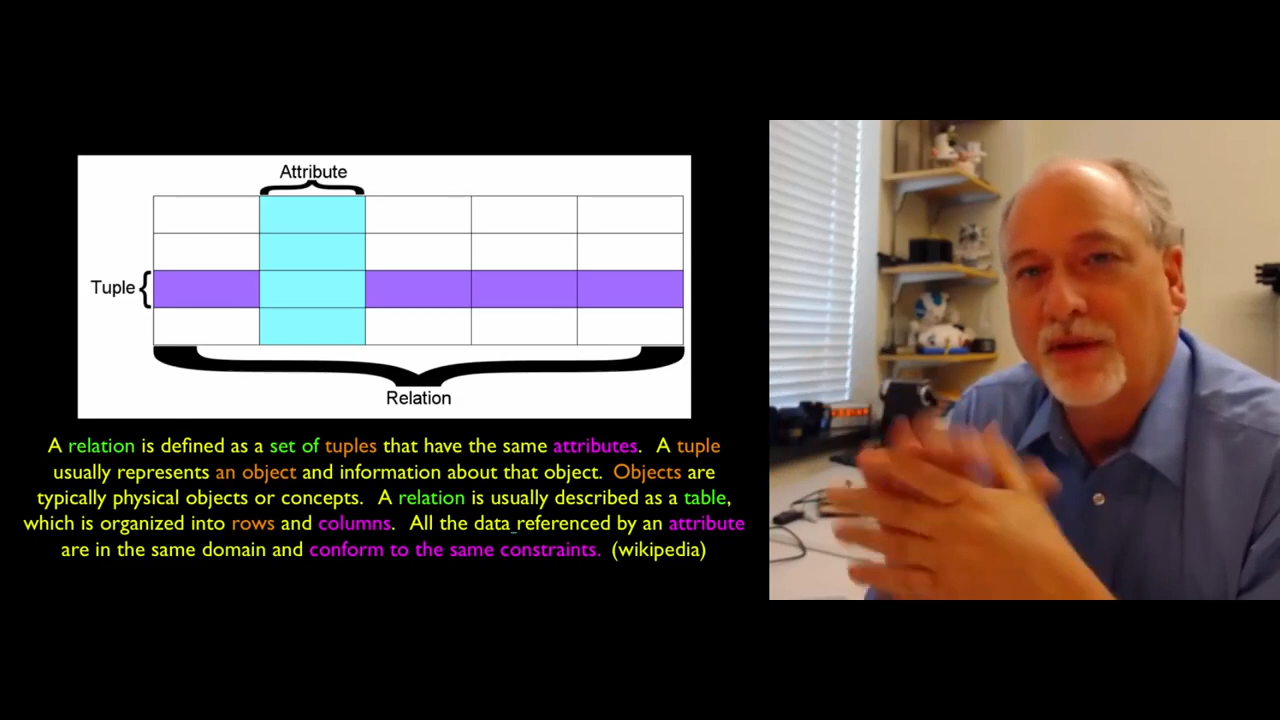 Attribute
Tuple
Relation
A relation is defined as a set of tuples that have the same attributes. A tuple
usually represents an object and information about that object. Objects are
typically physical objects or concepts. A relation is usually described as a table,
which is organized into rows and columns. All the data referenced by an attribute
are in the same domain and conform to the same constraints. (wikipedia)